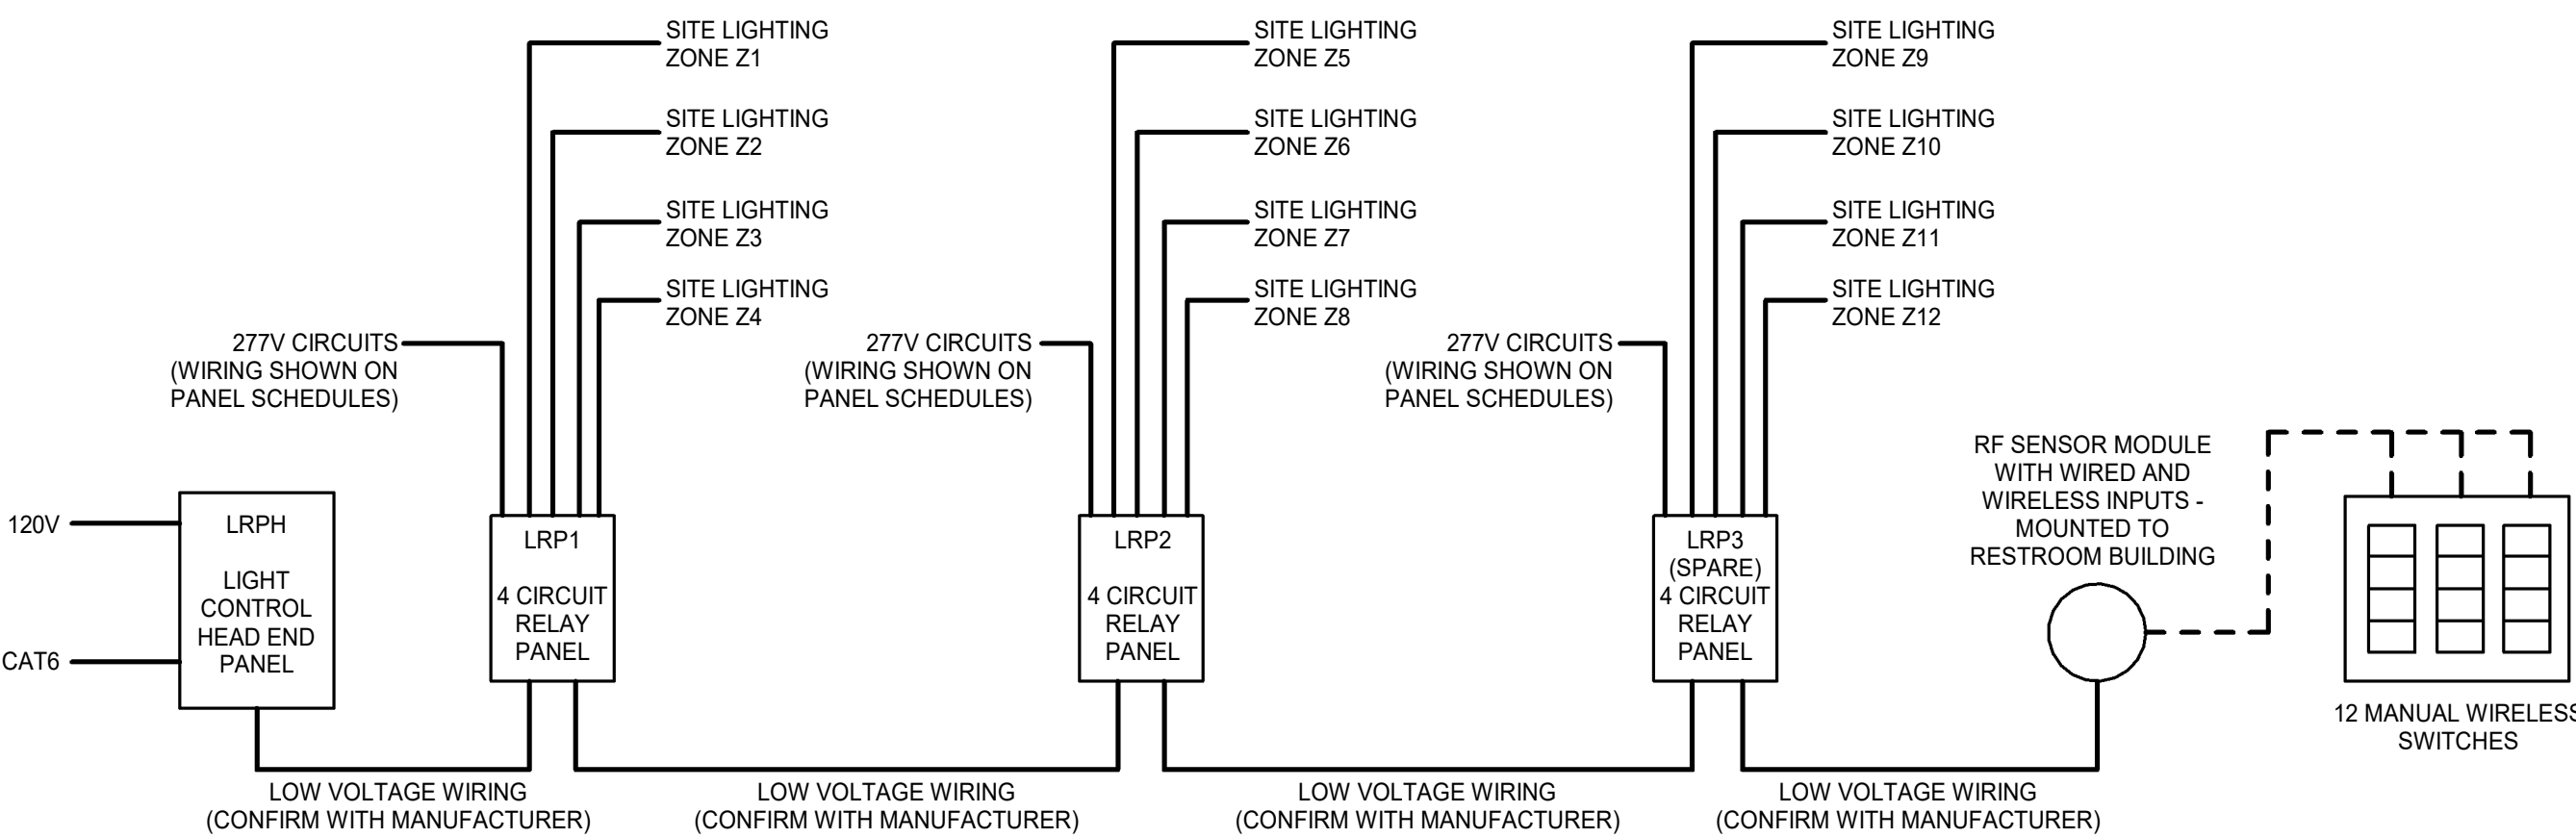 SITE LIGHTING
ZONE Z1
SITE LIGHTING
ZONE Z2
SITE LIGHTING
ZONE Z3
SITE LIGHTING
ZONE Z4
277V CIRCUITS
(WIRING SHOWN ON
PANEL SCHEDULES)
SITE LIGHTING
ZONE Z5
SITE LIGHTING
ZONE Z6
SITE LIGHTING
ZONE Z7
SITE LIGHTING
ZONE Z8
277V CIRCUITS
(WIRING SHOWN ON
PANEL SCHEDULES)
SITE LIGHTING
ZONE Z9
SITE LIGHTING
ZONE Z10
SITE LIGHTING
ZONE Z11
SITE LIGHTING
ZONE Z12
277V CIRCUITS
(WIRING SHOWN ON
PANEL SCHEDULES)
120V
CAT6
LRPH
LIGHT
CONTROL
HEAD END
PANEL
LRP1
4 CIRCUIT
RELAY
PANEL
LRP2
4 CIRCUIT
RELAY
PANEL
LRP3
(SPARE)
4 CIRCUIT
RELAY
PANEL
RF SENSOR MODULE
WITH WIRED AND
WIRELESS INPUTS -
MOUNTED TO
RESTROOM BUILDING
12 MANUAL WIRELESS
SWITCHES
LOW VOLTAGE WIRING
(CONFIRM WITH MANUFACTURER)
LOW VOLTAGE WIRING
(CONFIRM WITH MANUFACTURER)
LOW VOLTAGE WIRING
(CONFIRM WITH MANUFACTURER)
LOW VOLTAGE WIRING
(CONFIRM WITH MANUFACTURER)